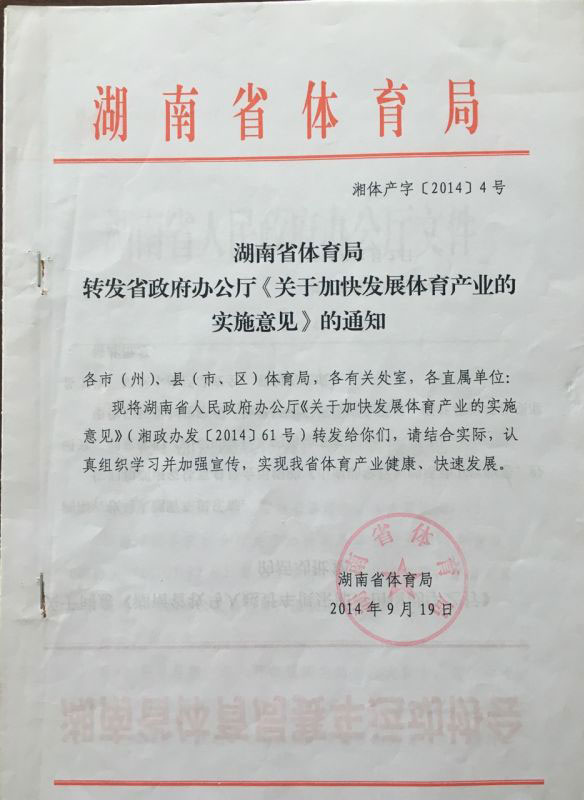 湖南省体育局
湘体产字〔2014〕4号
湖南省体育局
转发省政府办公厅《关于加快发展体育产业的
实施意见》的通知
各市（州）、县（市、区）体育局，各有关处室，各直属单位：
现将湖南省人民政府办公厅《关于加快发展体育产业的实施
意见》（湘政办发〔2014〕61号）转发给你们，请结合实际，认
真组织学习并加强宣传，实现我省体育产业健康、快速发展。
湖南省体育局
湖南省体育局
2014年9月19日